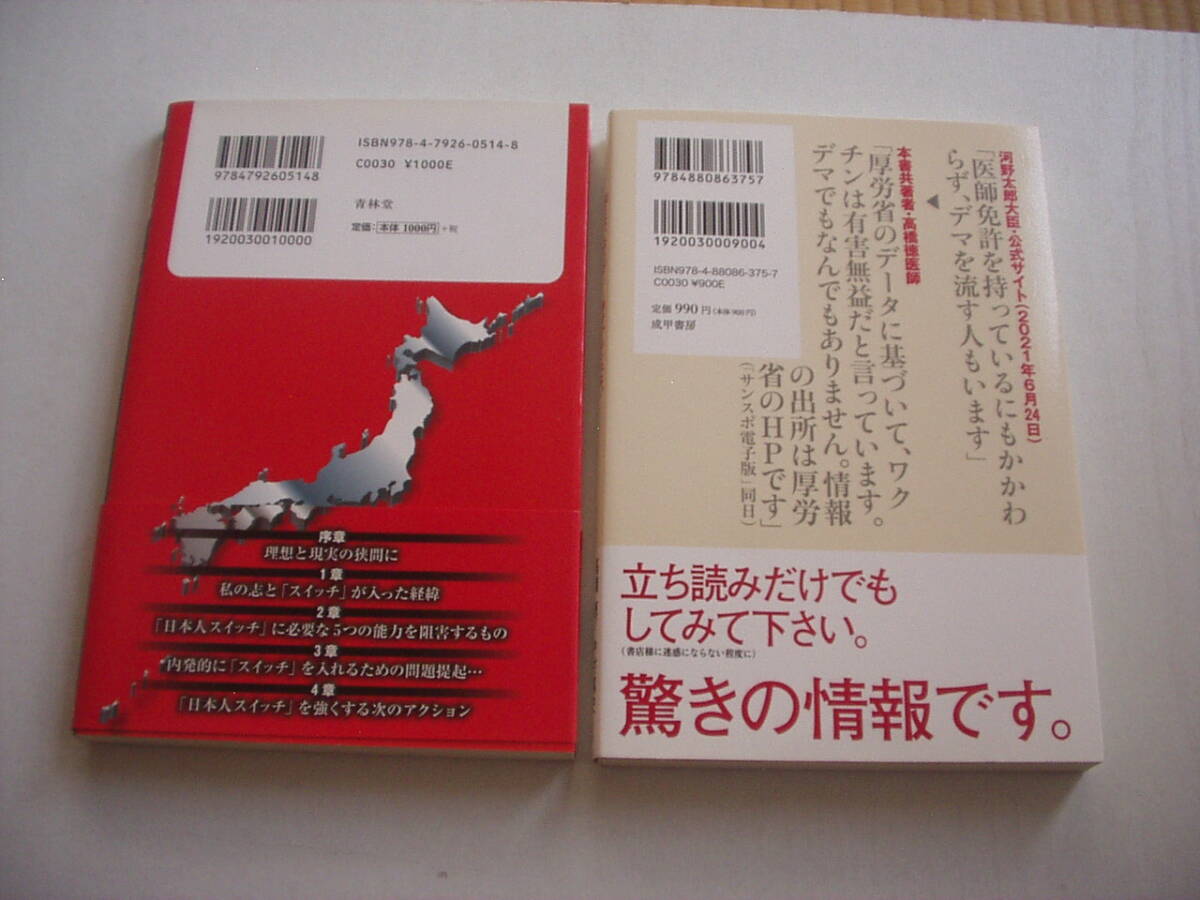 ISBN978-4-7926-0514-8
C0030 ¥1000E
9784792605148
青林堂
定価:本体 1000円+税
1920030010000
序章
理想と現実の狭間に
1章
私の志と「スイッチ」が入った経緯
2章
「日本人スイッチ」に必要な5つの能力を阻害するもの
3章
内発的に「スイッチ」を入れるための問題提起…
4章
「日本人スイッチ」を強くする次のアクション
9784880863757
1920030009004
ISBN978-4-88086-375-7
C0030 ¥900E
定価 990円(本体900円)
成甲書房
河野太郎大臣・公式サイト(2021年6月24日)
「医師免許を持っているにもかかわ
らず、デマを流す人もいます」
本書共著者・高橋徳医師
「厚労省のデータに基づいて、ワク
チンは有害無益だと言っています。
デマでもなんでもありません。情報
の出所は厚労
省のHPです」
(「サンスポ電子版」同日)
立ち読みだけでも
してみて下さい。
(書店様に迷惑にならない程度に)
驚きの情報です。